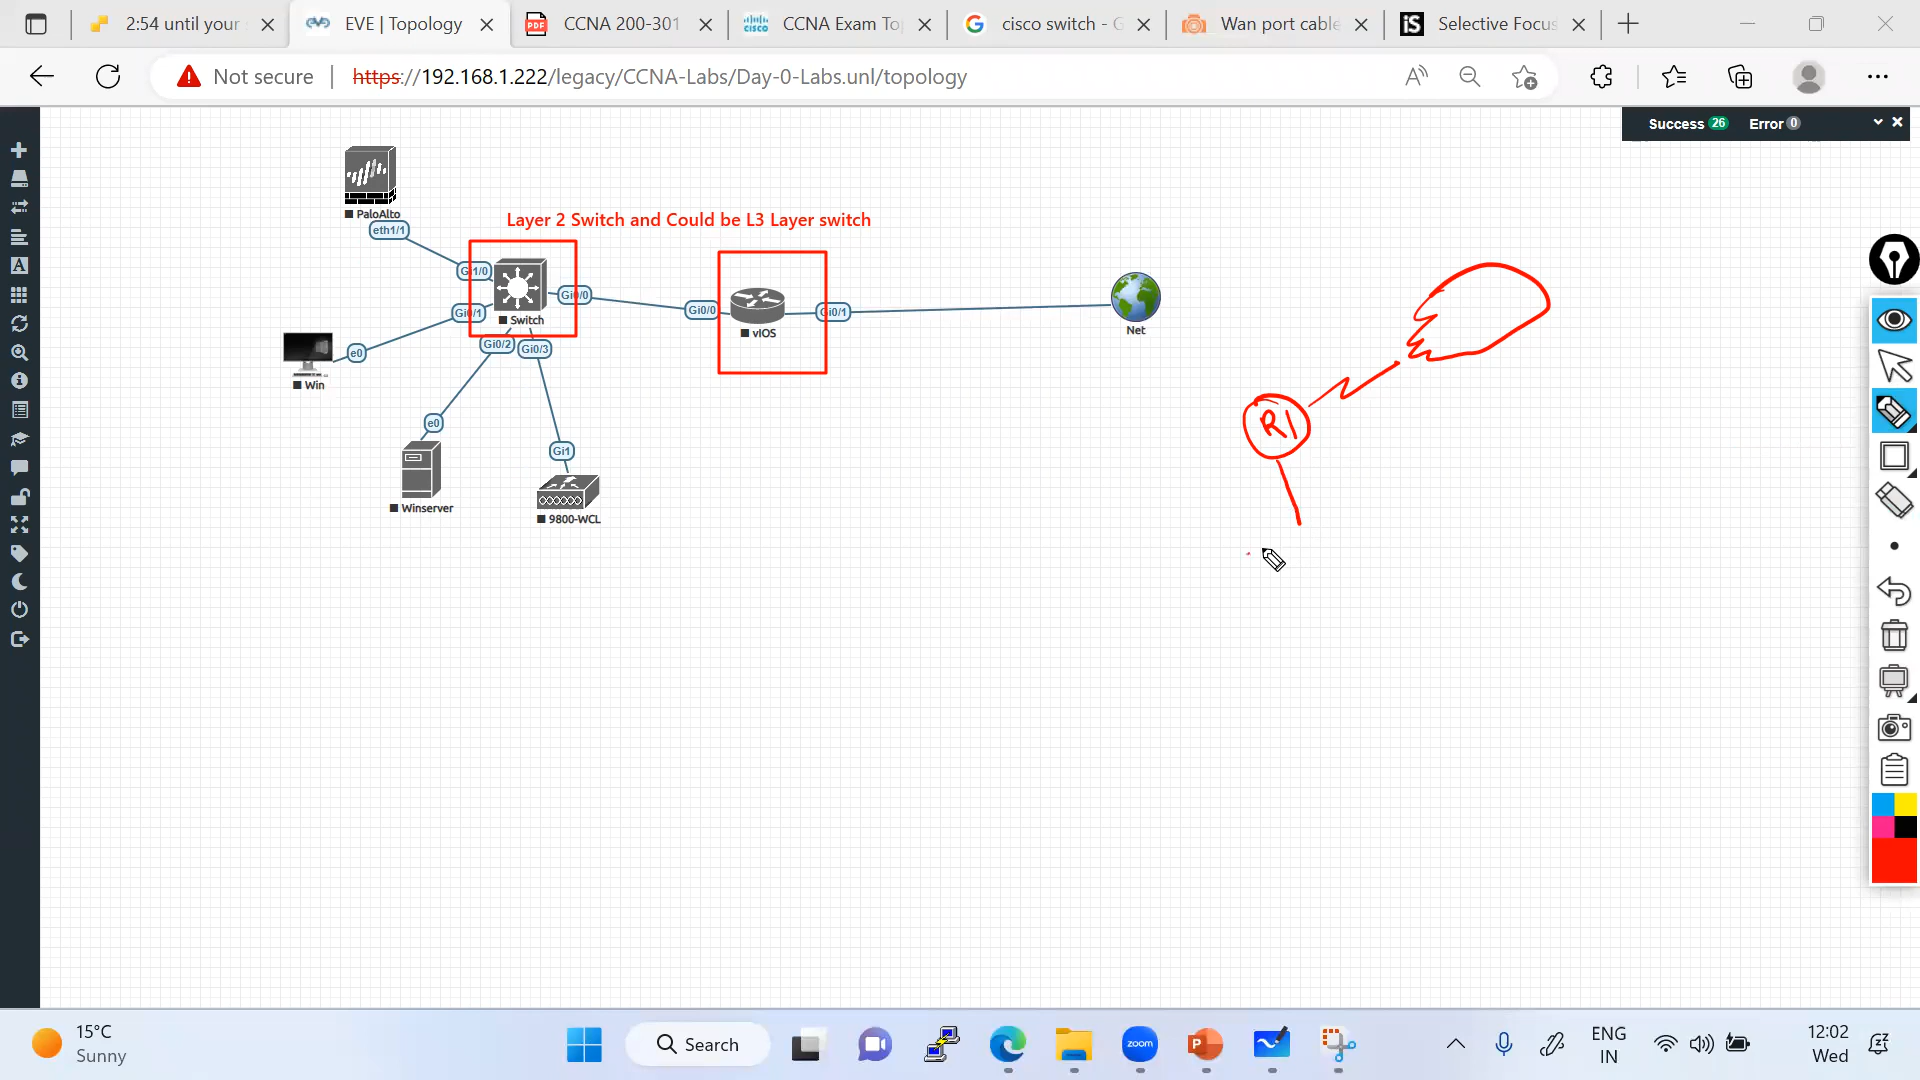 2:54 until your
EVE | Topology
CCNA 200-301
CCNA Exam To
cisco switch - G
Wan port cable
Selective Focus
Not secure
https://192.168.1.222/legacy/CCNA-Labs/Day-0-Labs.unl/topology
Success 26 Error 0
PaloAlto
eth1/1
Layer 2 Switch and Could be L3 Layer switch
Gi1/0
Gi0/0
Gi0/1
Switch
Gi0/0
Gi0/1
vIOS
Net
Gi0/2
Gi0/3
e0
Win
e0
Gi1
Winserver
9800-WCL
R1
15°C
Sunny
Search
zoom
ENG
IN
12:02
Wed